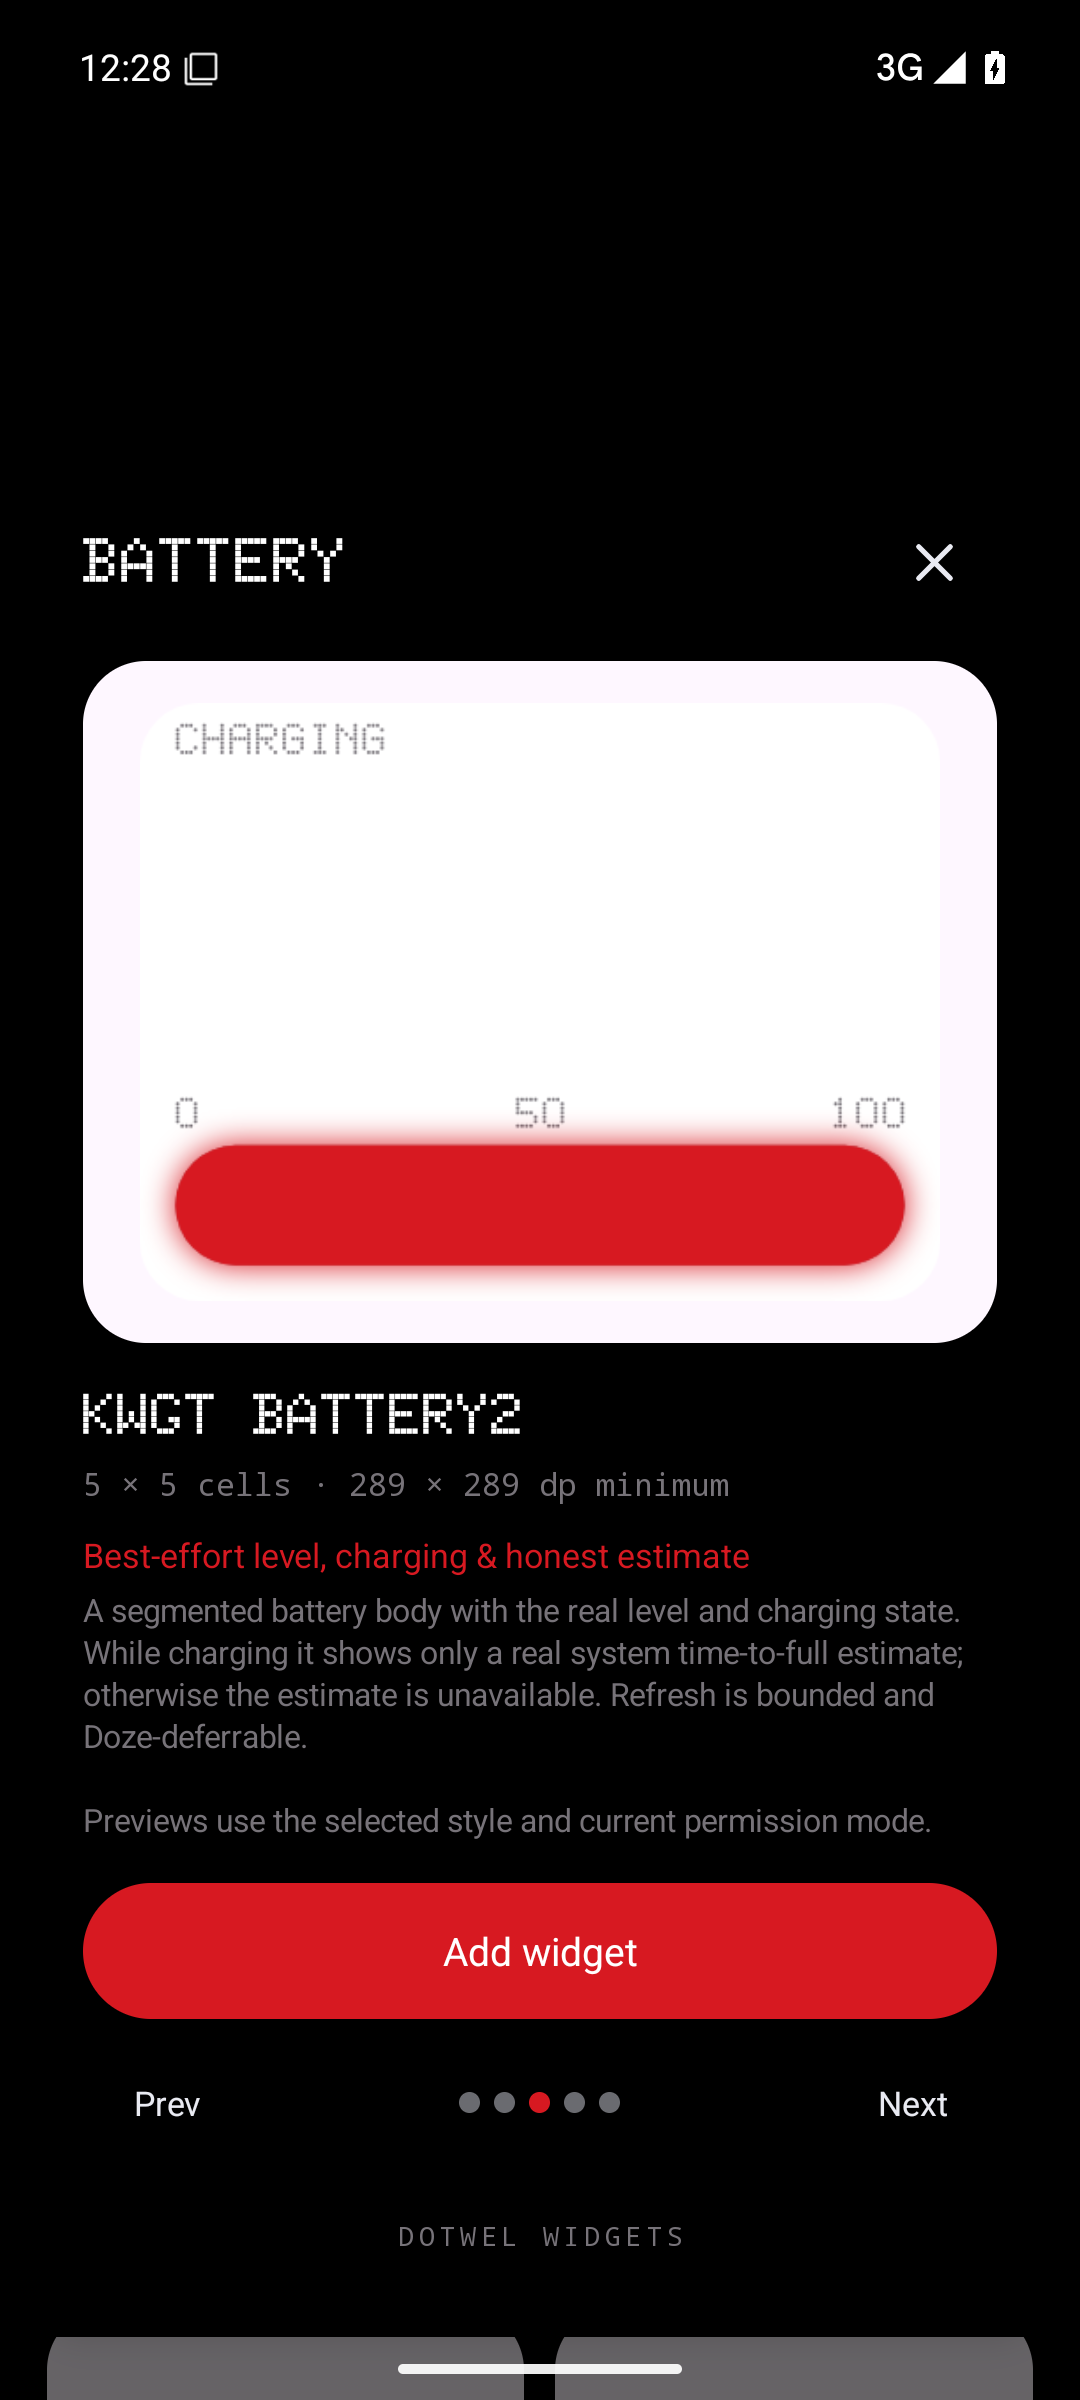 12:28
3G
BATTERY
CHARGING
0 50 100
KWGT BATTERY2
5 × 5 cells · 289 × 289 dp minimum
Best-effort level, charging & honest estimate
A segmented battery body with the real level and charging state.
While charging it shows only a real system time-to-full estimate;
otherwise the estimate is unavailable. Refresh is bounded and
Doze-deferrable.
Previews use the selected style and current permission mode.
Add widget
Prev
Next
DOTWEL WIDGETS